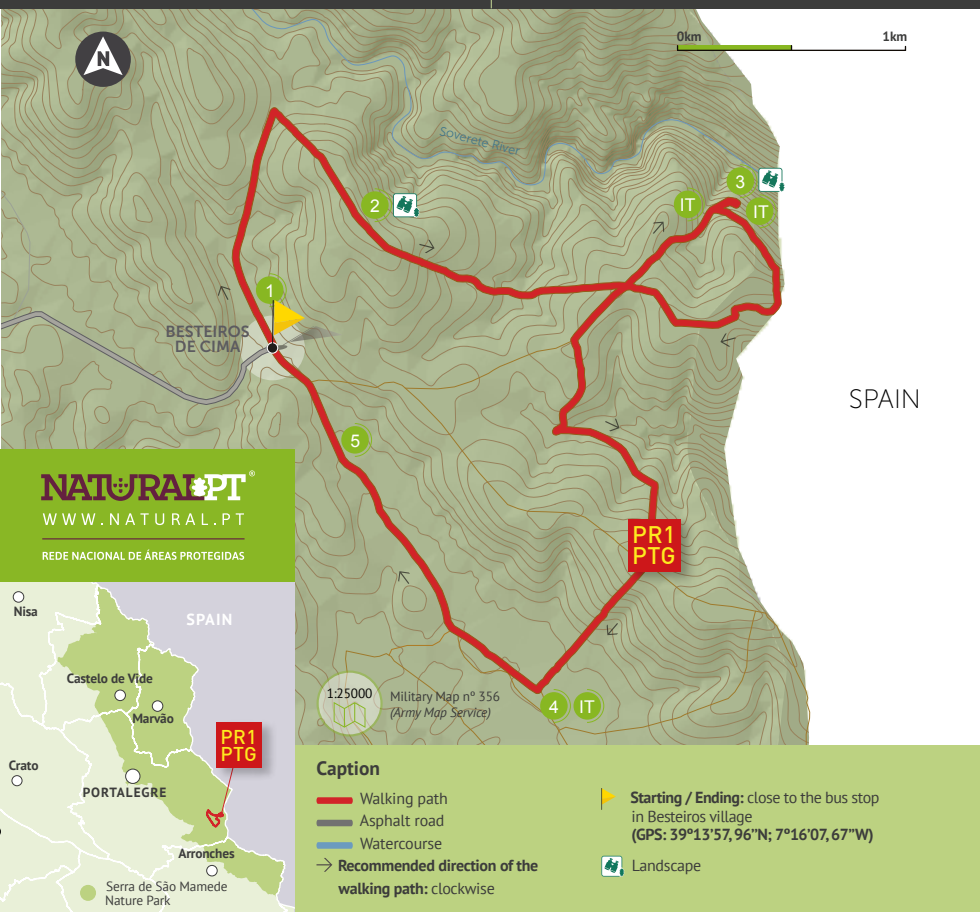 N
0km 1km
Soverete River
2
IT
3
IT
1
BESTEIROS
DE CIMA
SPAIN
5
NATURAL.PT®
WWW.NATURAL.PT
REDE NACIONAL DE ÁREAS PROTEGIDAS
PR1
PTG
1:25000
Military Map nº 356
(Army Map Service)
4
IT
Nisa
SPAIN
Castelo de Vide
Marvão
PR1
PTG
Crato
PORTALEGRE
Arronches
Serra de São Mamede
Nature Park
Caption
Walking path
Asphalt road
Watercourse
Recommended direction of the
walking path: clockwise
Starting / Ending: close to the bus stop
in Besteiros village
(GPS: 39º13'57, 96”N; 7º16'07, 67”W)
Landscape